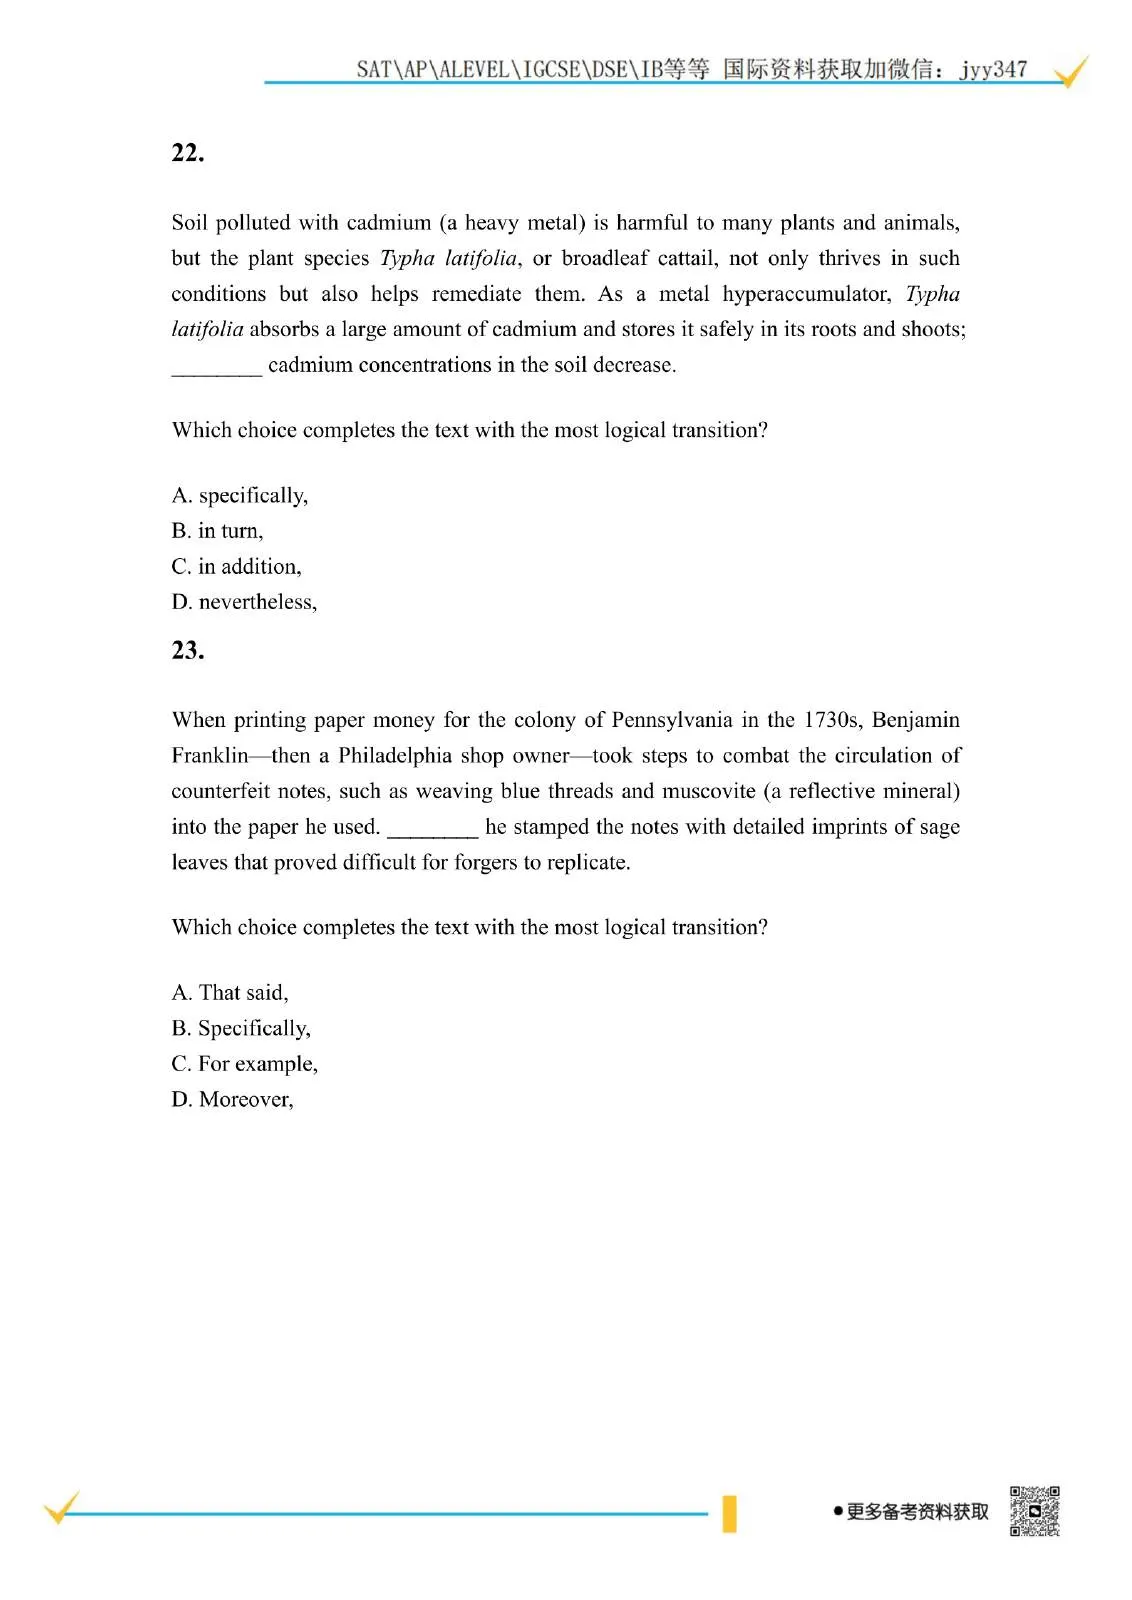 SAT\AP\ALEVEL\IGCSE\DSE\IB等等 国际资料获取加微信：jyy347
22.
Soil polluted with cadmium (a heavy metal) is harmful to many plants and animals,
but the plant species Typha latifolia, or broadleaf cattail, not only thrives in such
conditions but also helps remediate them. As a metal hyperaccumulator, Typha
latifolia absorbs a large amount of cadmium and stores it safely in its roots and shoots;
________ cadmium concentrations in the soil decrease.
Which choice completes the text with the most logical transition?
A. specifically,
B. in turn,
C. in addition,
D. nevertheless,
23.
When printing paper money for the colony of Pennsylvania in the 1730s, Benjamin
Franklin—then a Philadelphia shop owner—took steps to combat the circulation of
counterfeit notes, such as weaving blue threads and muscovite (a reflective mineral)
into the paper he used. ________ he stamped the notes with detailed imprints of sage
leaves that proved difficult for forgers to replicate.
Which choice completes the text with the most logical transition?
A. That said,
B. Specifically,
C. For example,
D. Moreover,
●更多备考资料获取